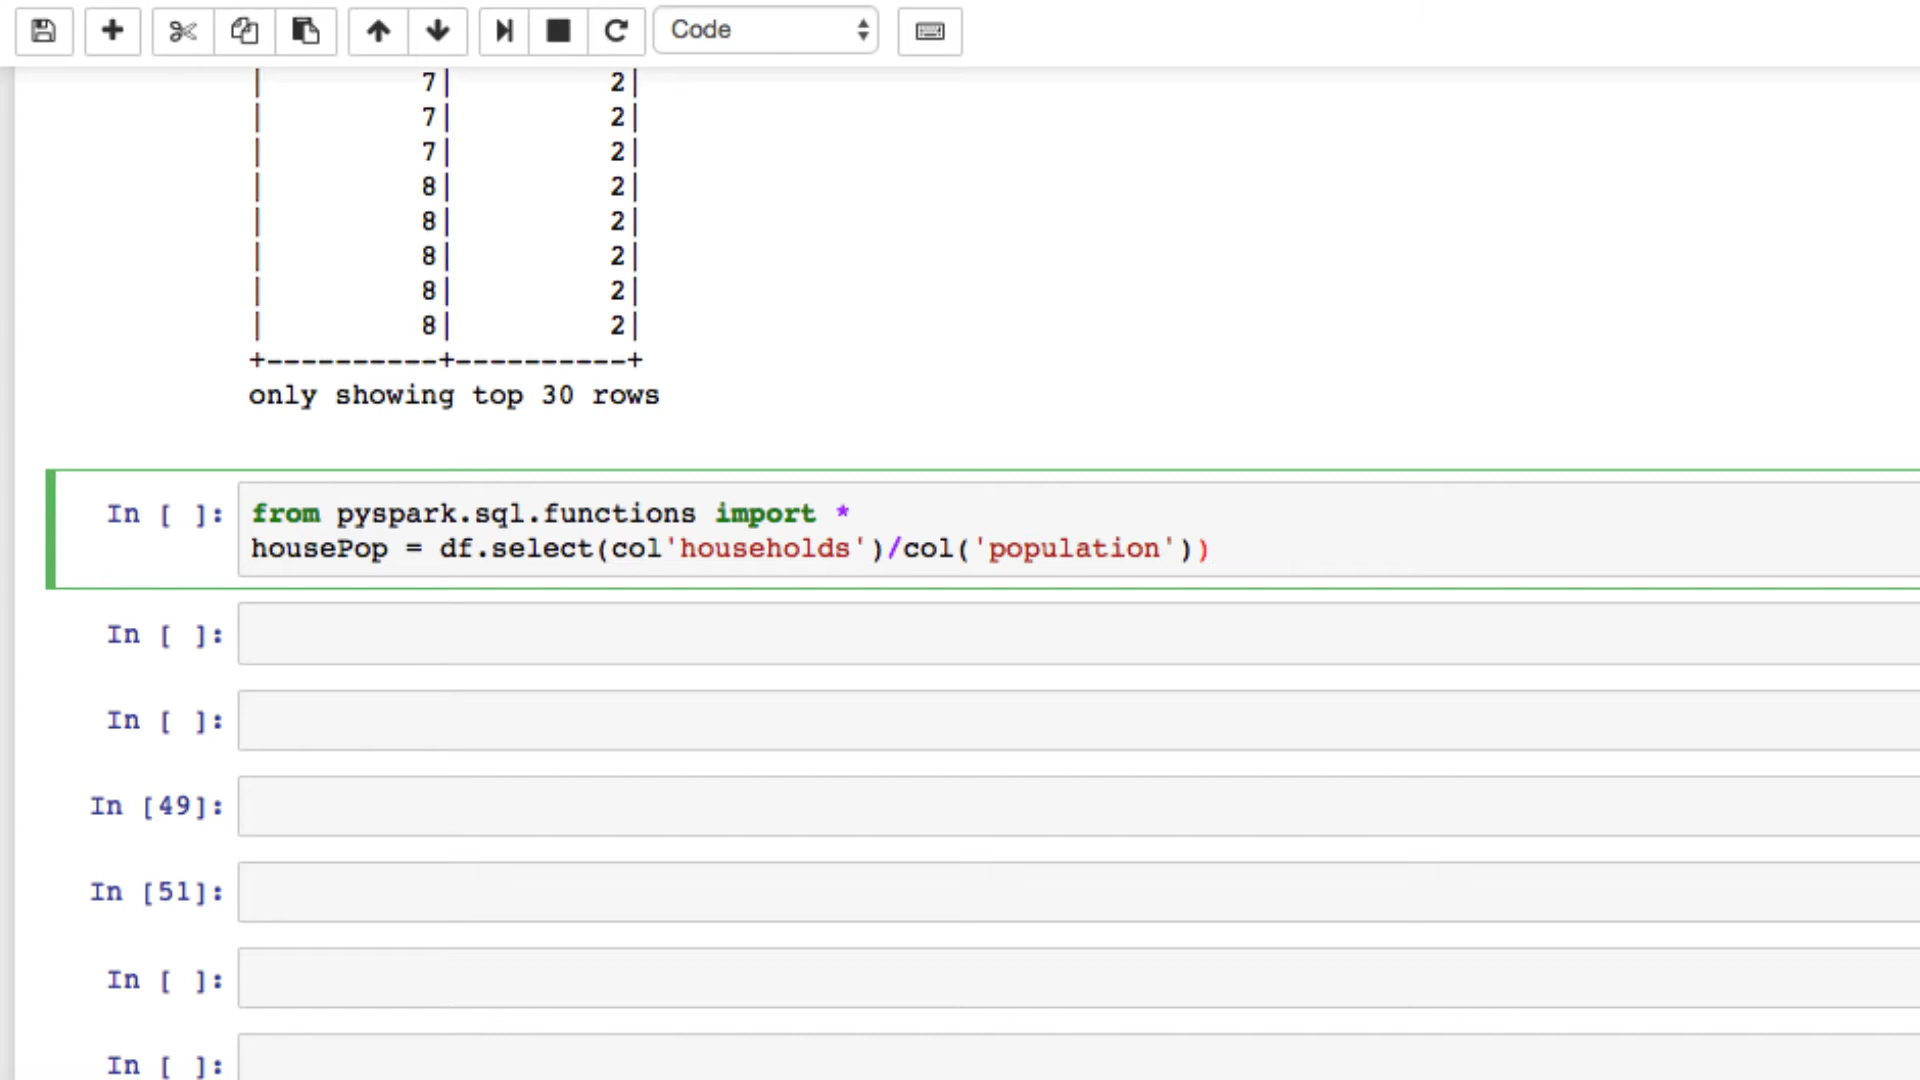 Code
| 7| 2|
| 7| 2|
| 7| 2|
| 8| 2|
| 8| 2|
| 8| 2|
| 8| 2|
| 8| 2|
+----------+----------+
only showing top 30 rows
In [ ]: from pyspark.sql.functions import *
housePop = df.select(col'households')/col('population'))
In [ ]:
In [ ]:
In [49]:
In [51]:
In [ ]:
In [ ]: